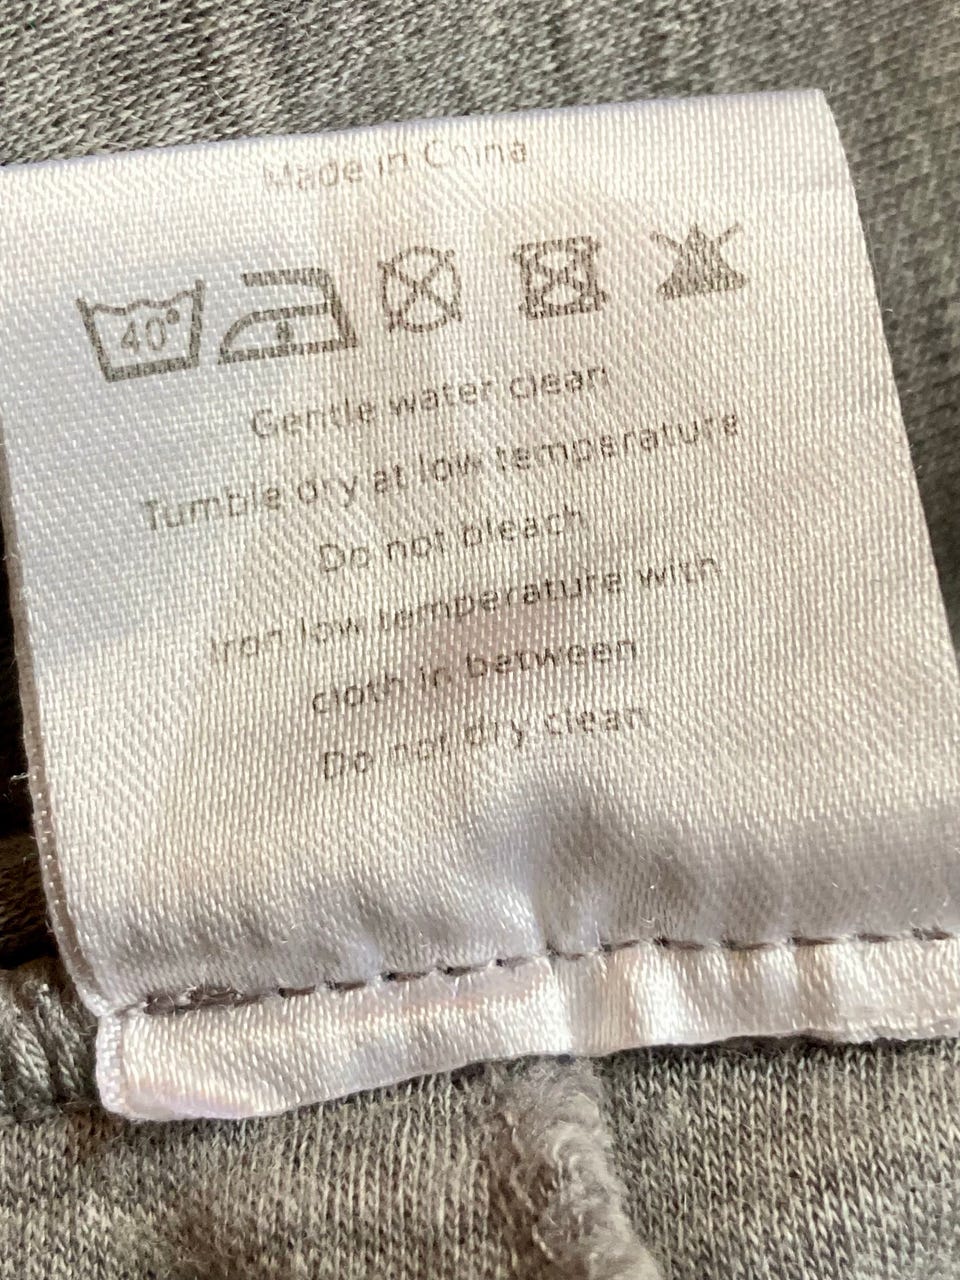 Made in China
40°
Gentle water clean
Tumble dry at low temperature
Do not bleach
Iron low temperature with
cloth in between
Do not dry clean